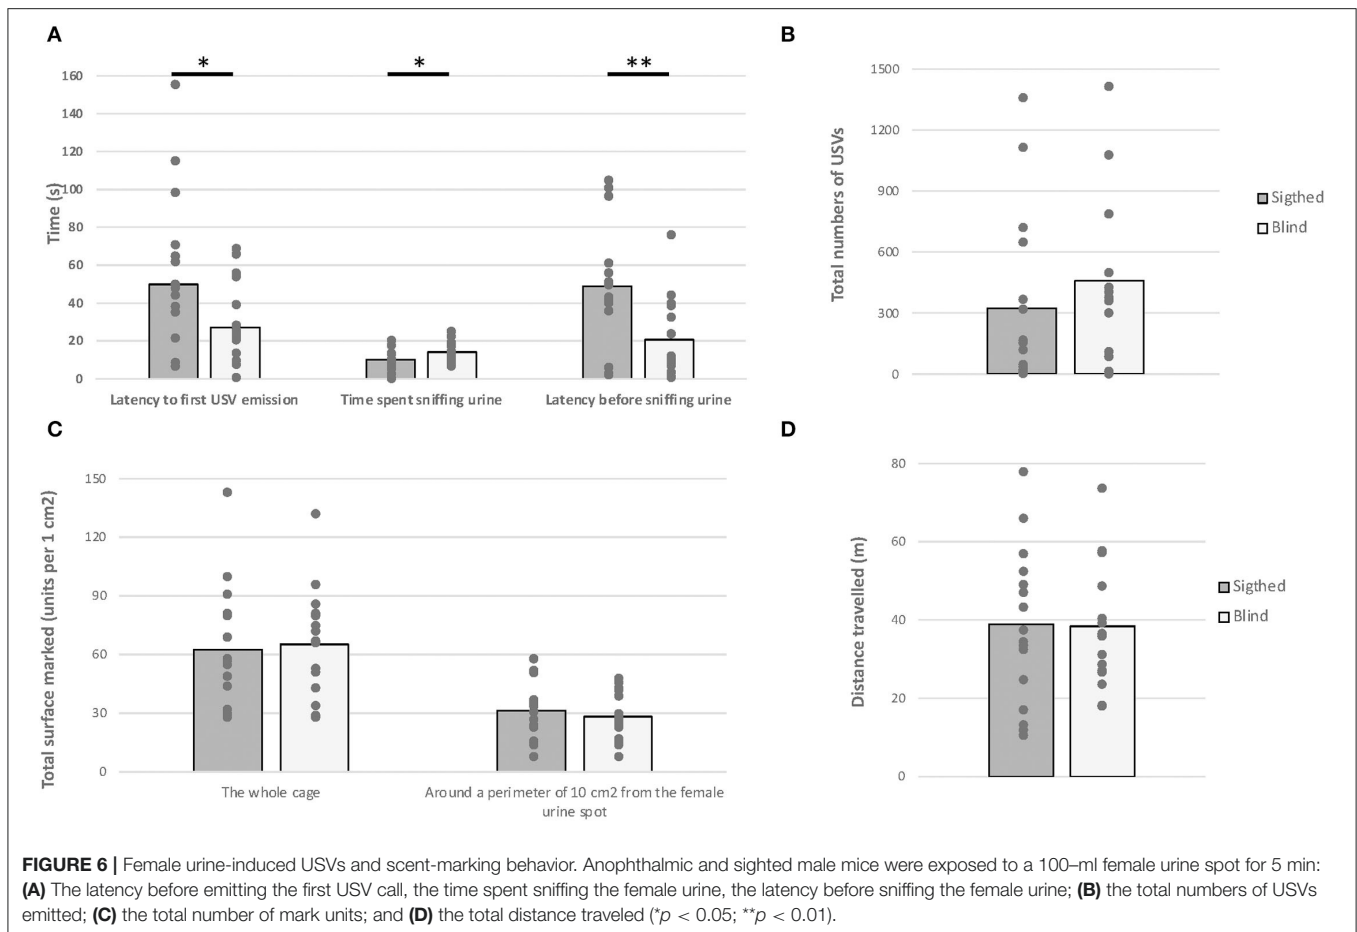 A
* * **
160
140
120
100
80
60
40
20
0
Time (s)
Latency to first USV emission Time spent sniffing urine Latency before sniffing urine
B
1500
1200
900
600
300
0
Total numbers of USVs
Sigthed
Blind
C
150
120
90
60
30
0
Total surface marked (units per 1 cm2)
The whole cage Around a perimeter of 10 cm2 from the female
urine spot
D
80
60
40
20
0
Distance travelled (m)
Sigthed
Blind
FIGURE 6 | Female urine-induced USVs and scent-marking behavior. Anophthalmic and sighted male mice were exposed to a 100–ml female urine spot for 5 min:
(A) The latency before emitting the first USV call, the time spent sniffing the female urine, the latency before sniffing the female urine; (B) the total numbers of USVs
emitted; (C) the total number of mark units; and (D) the total distance traveled (*p < 0.05; **p < 0.01).